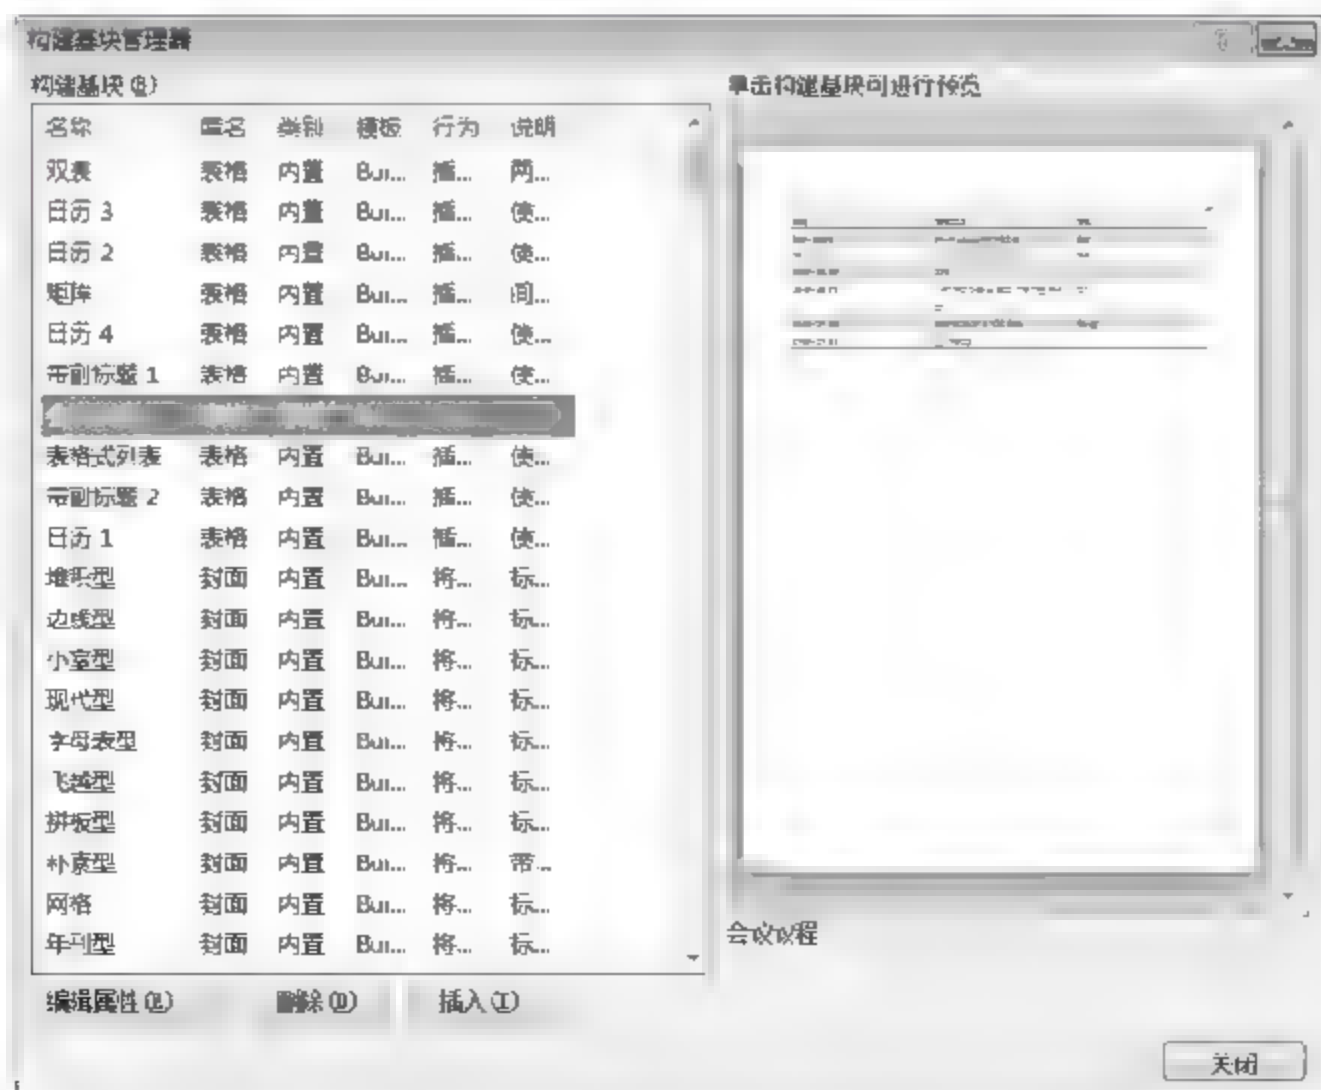 构建基块管理器
构建基块(B)
单击构建基块可进行预览
名称 库名 类别 模板 行为 说明
双表 表格 内置 Bui... 插... 两...
日历 3 表格 内置 Bui... 插... 使...
日历 2 表格 内置 Bui... 插... 使...
矩阵 表格 内置 Bui... 插... 间...
日历 4 表格 内置 Bui... 插... 使...
带副标题 1 表格 内置 Bui... 插... 使...
表格式列表 表格 内置 Bui... 插... 使...
带副标题 2 表格 内置 Bui... 插... 使...
日历 1 表格 内置 Bui... 插... 使...
堆积型 封面 内置 Bui... 将... 标...
边线型 封面 内置 Bui... 将... 标...
小室型 封面 内置 Bui... 将... 标...
现代型 封面 内置 Bui... 将... 标...
字母表型 封面 内置 Bui... 将... 标...
飞越型 封面 内置 Bui... 将... 标...
拼板型 封面 内置 Bui... 将... 标...
朴素型 封面 内置 Bui... 将... 带...
网格 封面 内置 Bui... 将... 标...
年刊型 封面 内置 Bui... 将... 标...
会议议程
编辑属性(E) 删除(D) 插入(I)
关闭